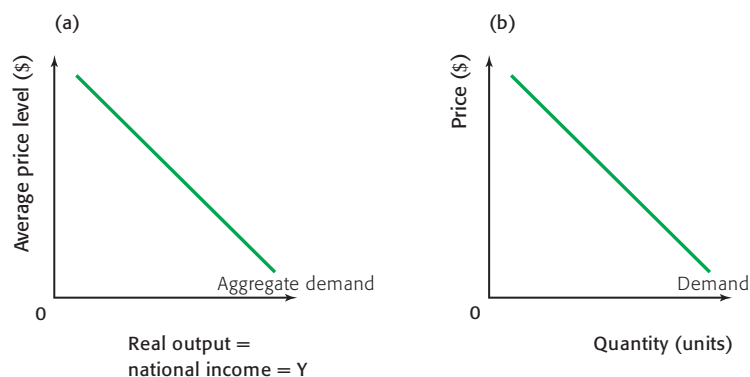 (a)
Average price level ($)
Aggregate demand
0
Real output =
national income = Y
(b)
Price ($)
Demand
0
Quantity (units)